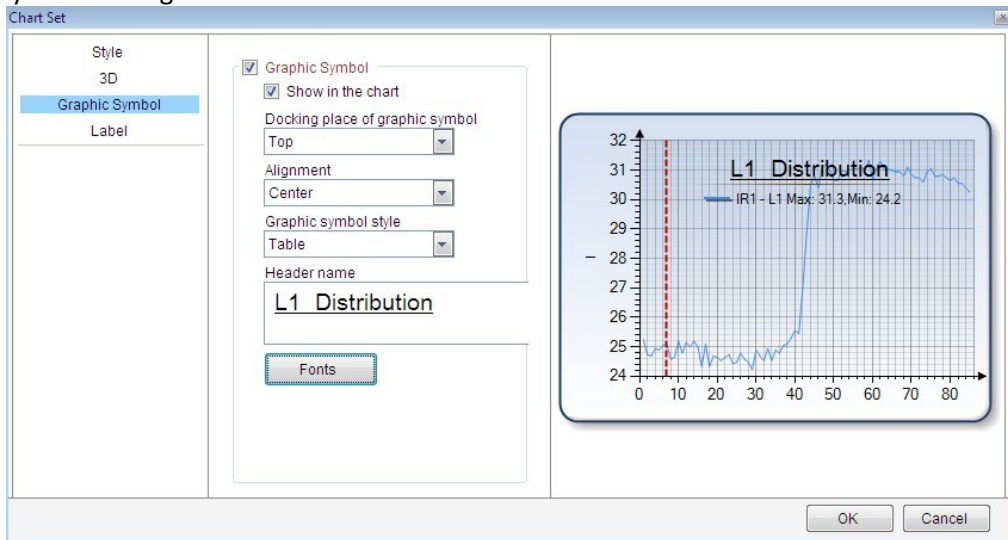 Chart Set
Style
3D
Graphic Symbol
Label
Graphic Symbol
Show in the chart
Docking place of graphic symbol
Top
Alignment
Center
Graphic symbol style
Table
Header name
L1 Distribution
Fonts
L1 Distribution
IR1 - L1 Max: 31.3,Min: 24.2
32
31
30
29
28
27
26
25
24
0 10 20 30 40 50 60 70 80
OK Cancel